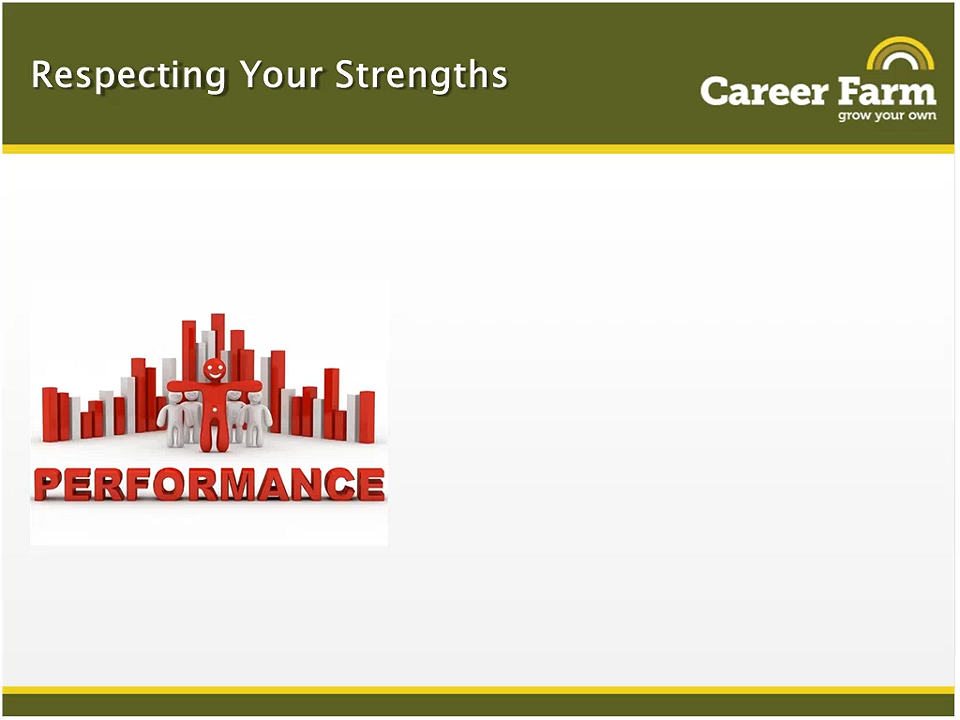 Respecting Your Strengths
Career Farm
grow your own
PERFORMANCE